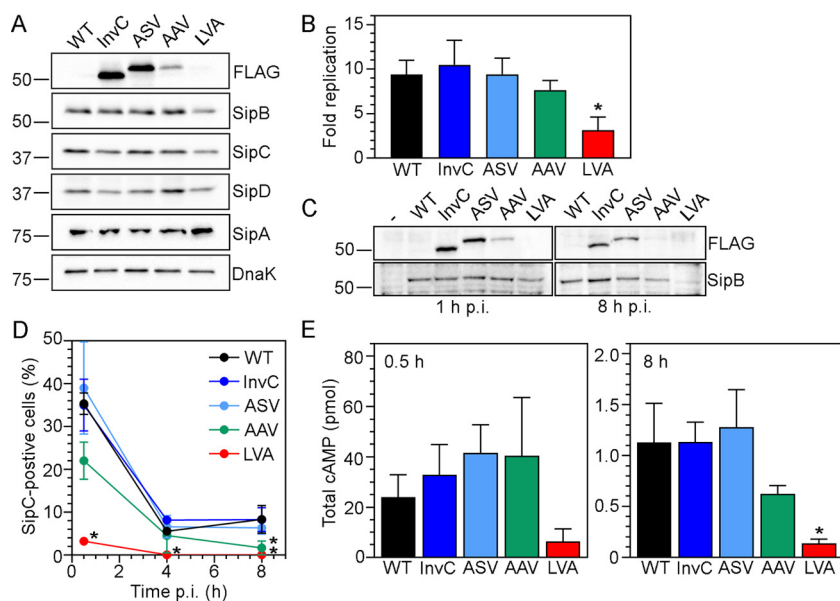 A
WT InvC ASV AAV LVA
50 FLAG
50 SipB
37 SipC
37 SipD
75 SipA
75 DnaK
B
Fold replication
15
10
5
0
WT InvC ASV AAV LVA
*
C
- WT InvC ASV AAV LVA WT InvC ASV AAV LVA
50 FLAG
50 SipB
1 h p.i. 8 h p.i.
D
SipC-postive cells (%)
50
40
30
20
10
0
0 2 4 6 8
Time p.i. (h)
WT
InvC
ASV
AAV
LVA
* * * *
E
Total cAMP (pmol)
0.5 h
80
60
40
20
0
WT InvC ASV AAV LVA
8 h
2.0
1.5
1.0
0.5
0
WT InvC ASV AAV LVA
*